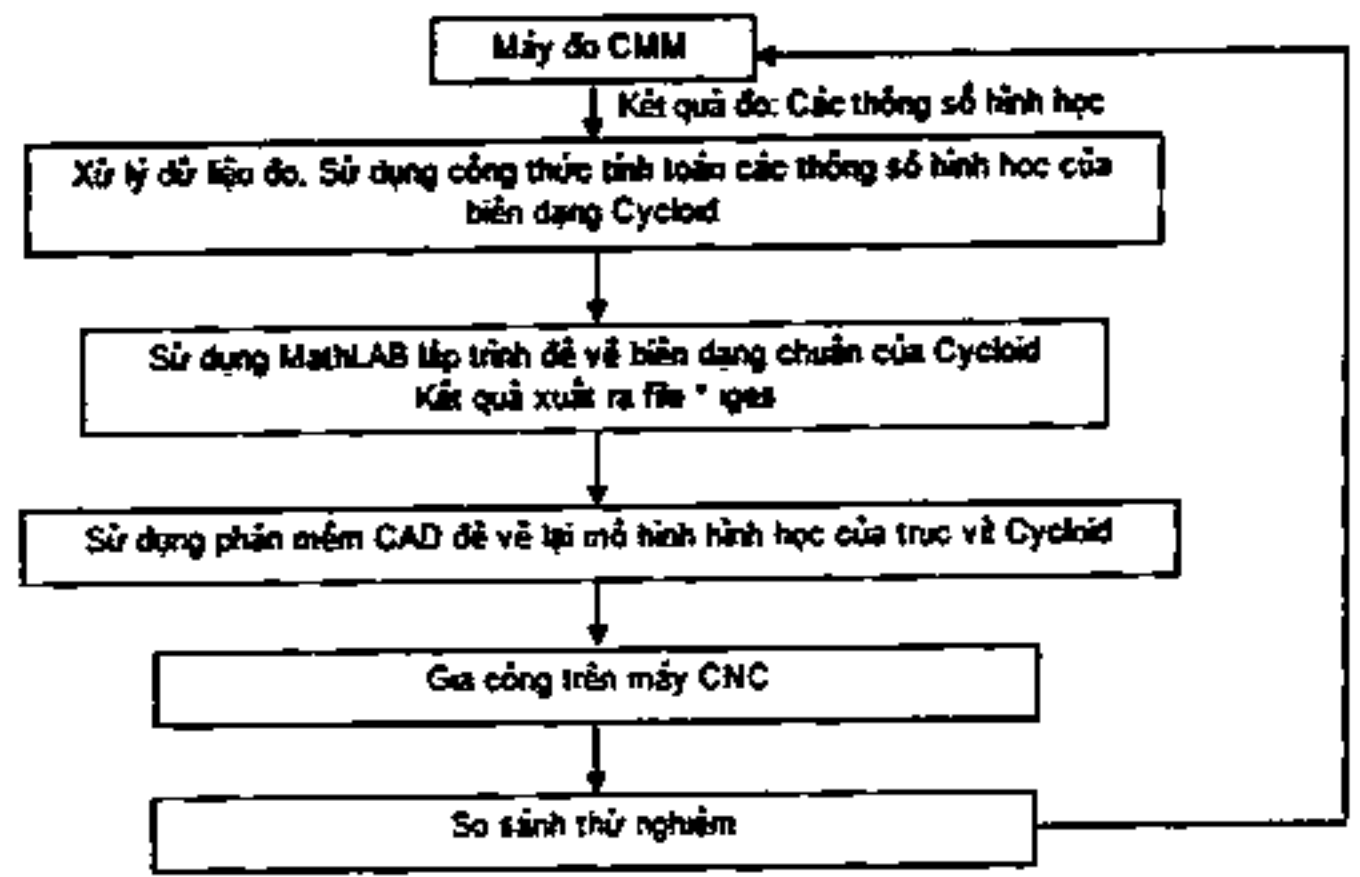 Máy đo CMM
Kết quả đo: Các thông số hình học
Xử lý dữ liệu đo. Sử dụng công thức tính toán các thông số hình học của
biên dạng Cycloid
Sử dụng MathLAB lập trình để vẽ biên dạng chuẩn của Cycloid
Kết quả xuất ra file *.iges
Sử dụng phần mềm CAD để vẽ lại mô hình hình học của trục vít Cycloid
Gia công trên máy CNC
So sánh thử nghiệm